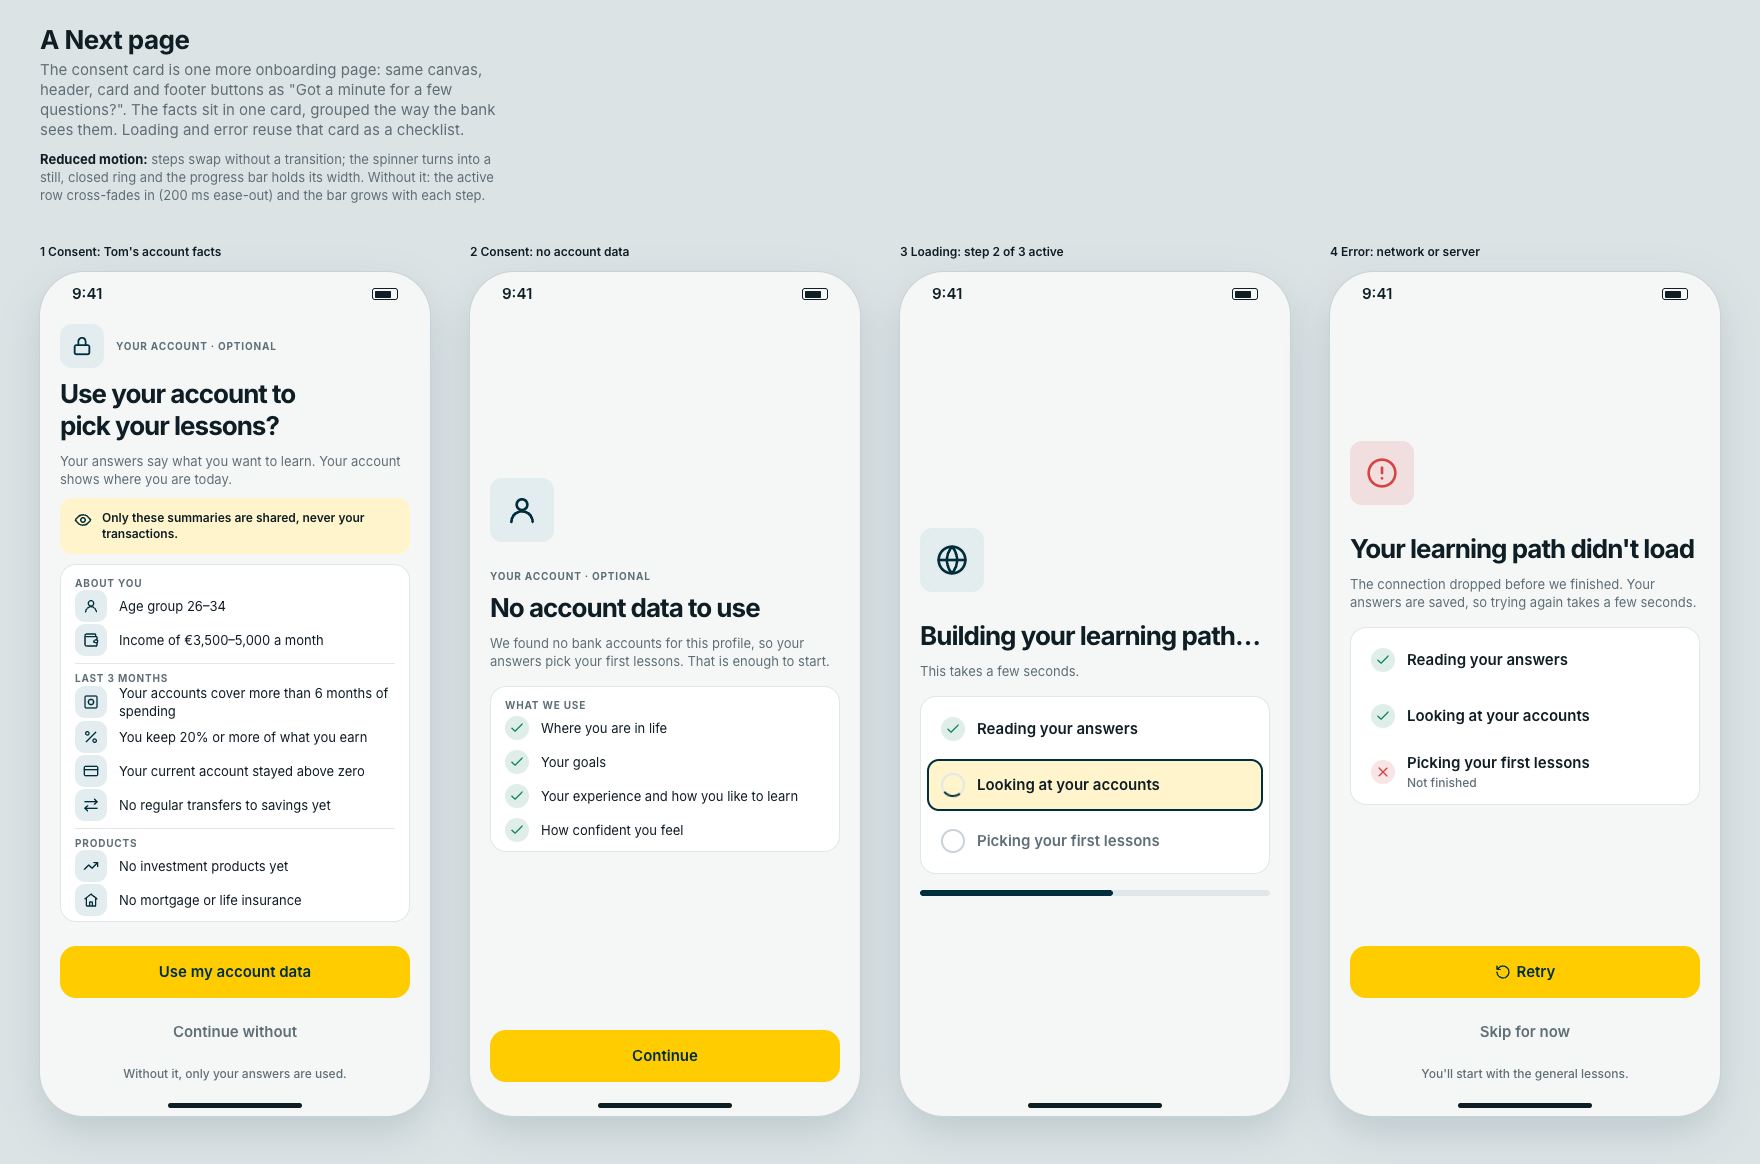 A Next page
The consent card is one more onboarding page: same canvas,
header, card and footer buttons as "Got a minute for a few
questions?". The facts sit in one card, grouped the way the bank
sees them. Loading and error reuse that card as a checklist.
Reduced motion: steps swap without a transition; the spinner turns into a
still, closed ring and the progress bar holds its width. Without it: the active
row cross-fades in (200 ms ease-out) and the bar grows with each step.
1 Consent: Tom's account facts
9:41
YOUR ACCOUNT · OPTIONAL
Use your account to
pick your lessons?
Your answers say what you want to learn. Your account
shows where you are today.
Only these summaries are shared, never your
transactions.
ABOUT YOU
Age group 26–34
Income of €3,500–5,000 a month
LAST 3 MONTHS
Your accounts cover more than 6 months of
spending
You keep 20% or more of what you earn
Your current account stayed above zero
No regular transfers to savings yet
PRODUCTS
No investment products yet
No mortgage or life insurance
Use my account data
Continue without
Without it, only your answers are used.
2 Consent: no account data
9:41
YOUR ACCOUNT · OPTIONAL
No account data to use
We found no bank accounts for this profile, so your
answers pick your first lessons. That is enough to start.
WHAT WE USE
Where you are in life
Your goals
Your experience and how you like to learn
How confident you feel
Continue
3 Loading: step 2 of 3 active
9:41
Building your learning path...
This takes a few seconds.
Reading your answers
Looking at your accounts
Picking your first lessons
4 Error: network or server
9:41
Your learning path didn't load
The connection dropped before we finished. Your
answers are saved, so trying again takes a few seconds.
Reading your answers
Looking at your accounts
Picking your first lessons
Not finished
Retry
Skip for now
You'll start with the general lessons.